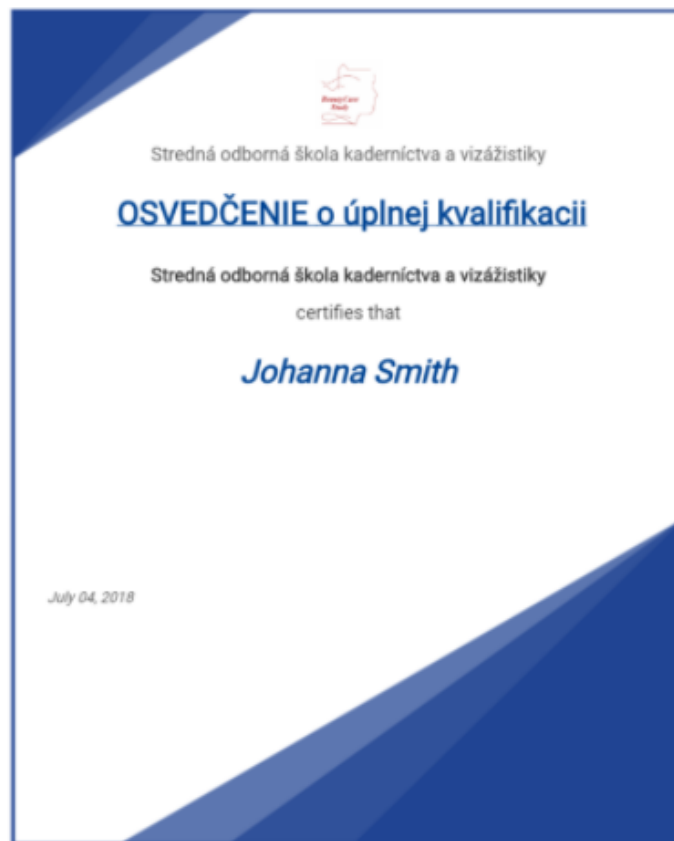 Stredná odborná škola kaderníctva a vizážistiky
OSVEDČENIE o úplnej kvalifikacii
Stredná odborná škola kaderníctva a vizážistiky
certifies that
Johanna Smith
July 04, 2018